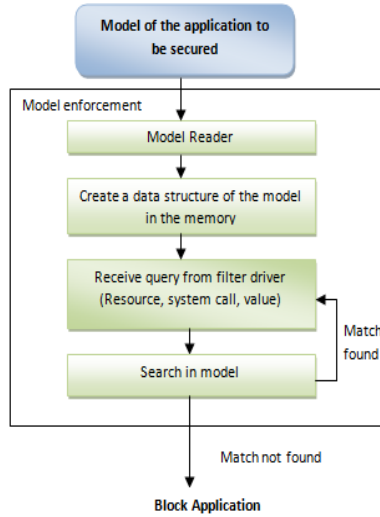 Model of the application to
be secured
Model enforcement
Model Reader
Create a data structure of the model
in the memory
Receive query from filter driver
(Resource, system call, value)
Match
found
Search in model
Match not found
Block Application